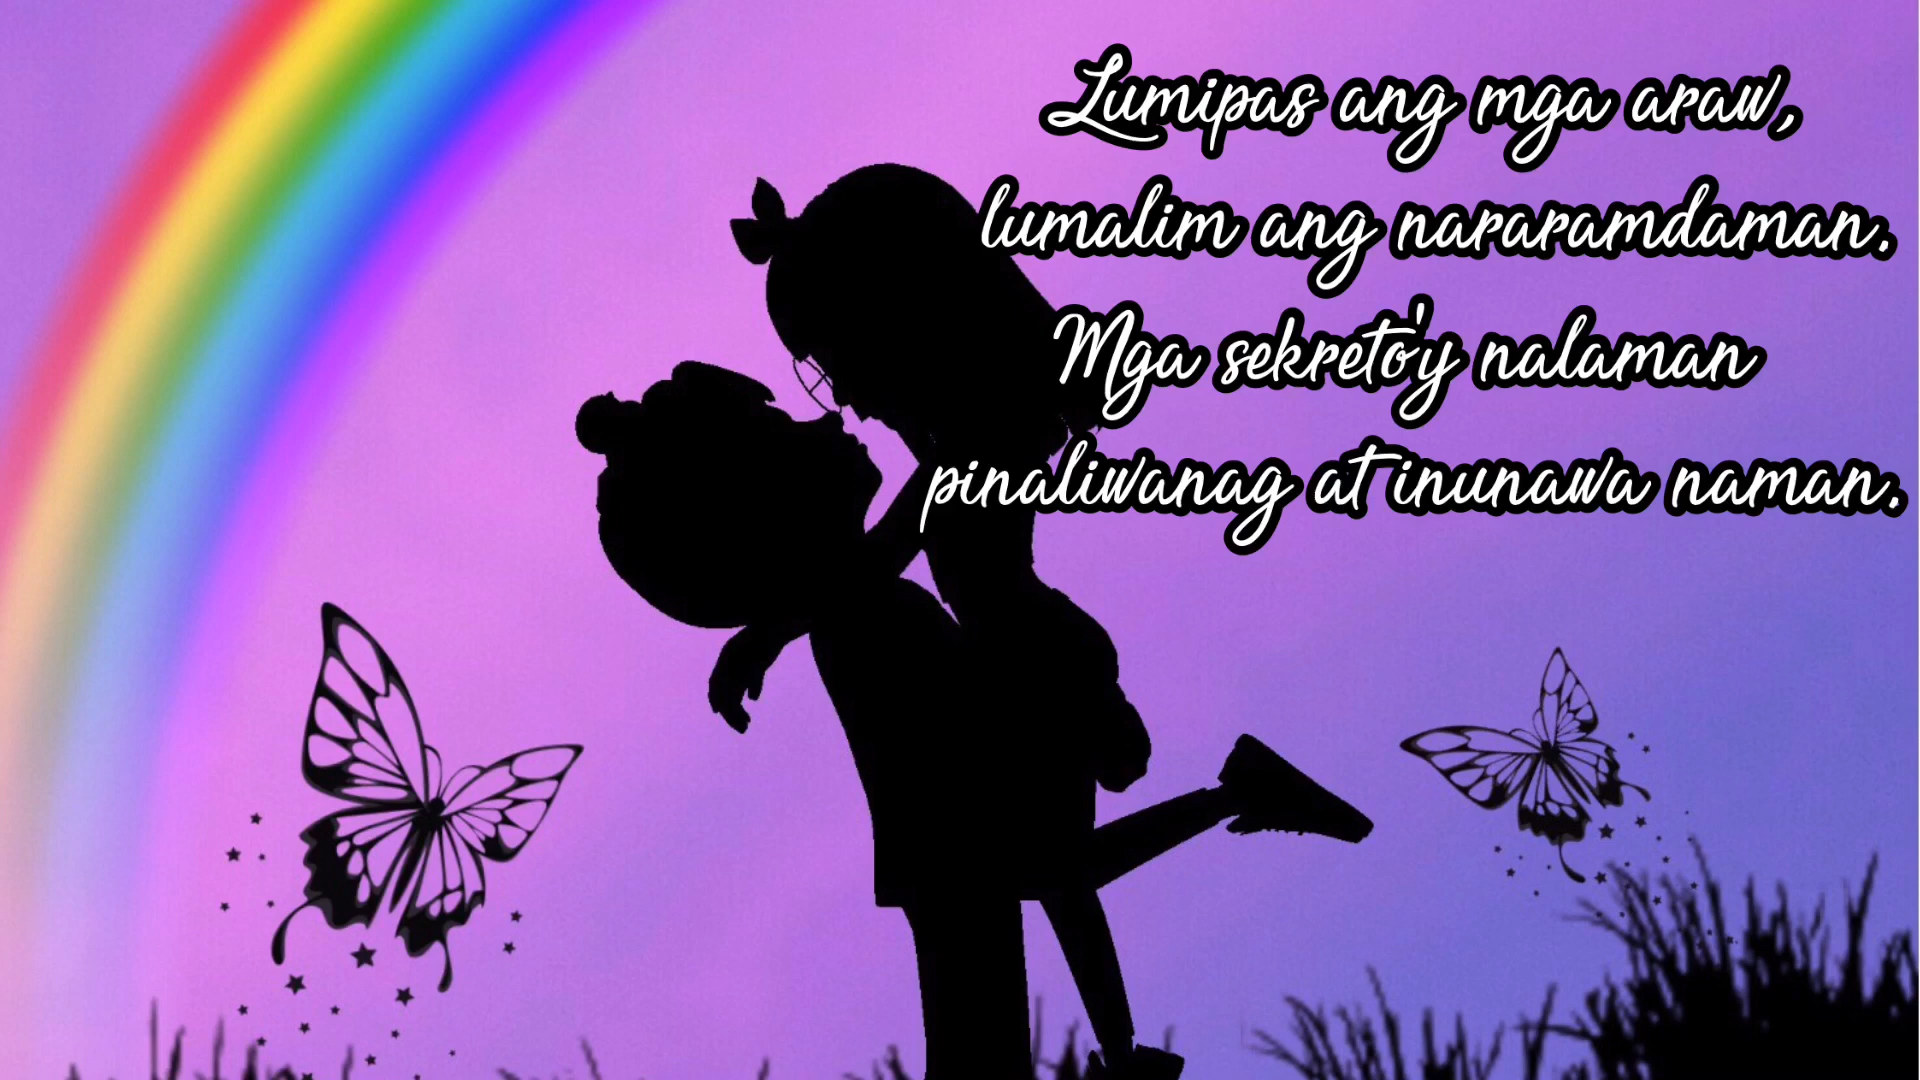 Lumipas ang mga araw,
lumalim ang nararamdaman.
Mga sekreto'y nalaman
pinaliwanag at inunawa naman.